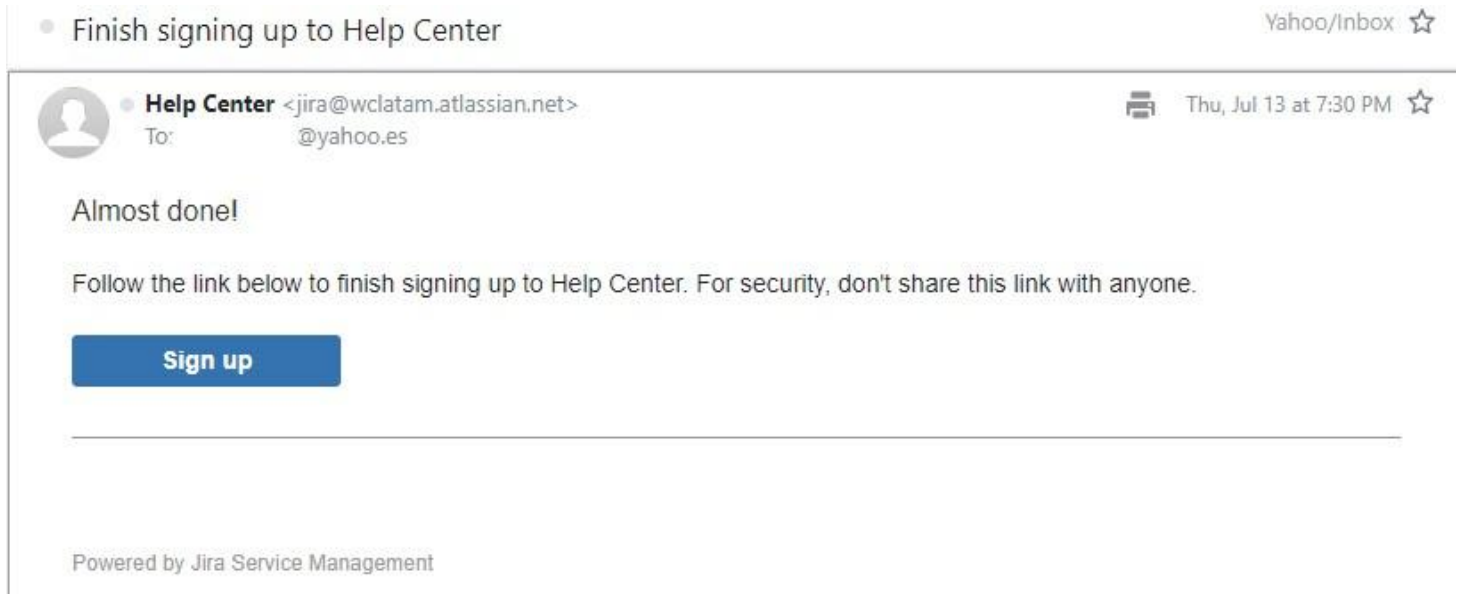 Finish signing up to Help Center
Yahoo/Inbox
Help Center <jira@wclatam.atlassian.net>
Thu, Jul 13 at 7:30 PM
To: @yahoo.es
Almost done!
Follow the link below to finish signing up to Help Center. For security, don't share this link with anyone.
Sign up
Powered by Jira Service Management